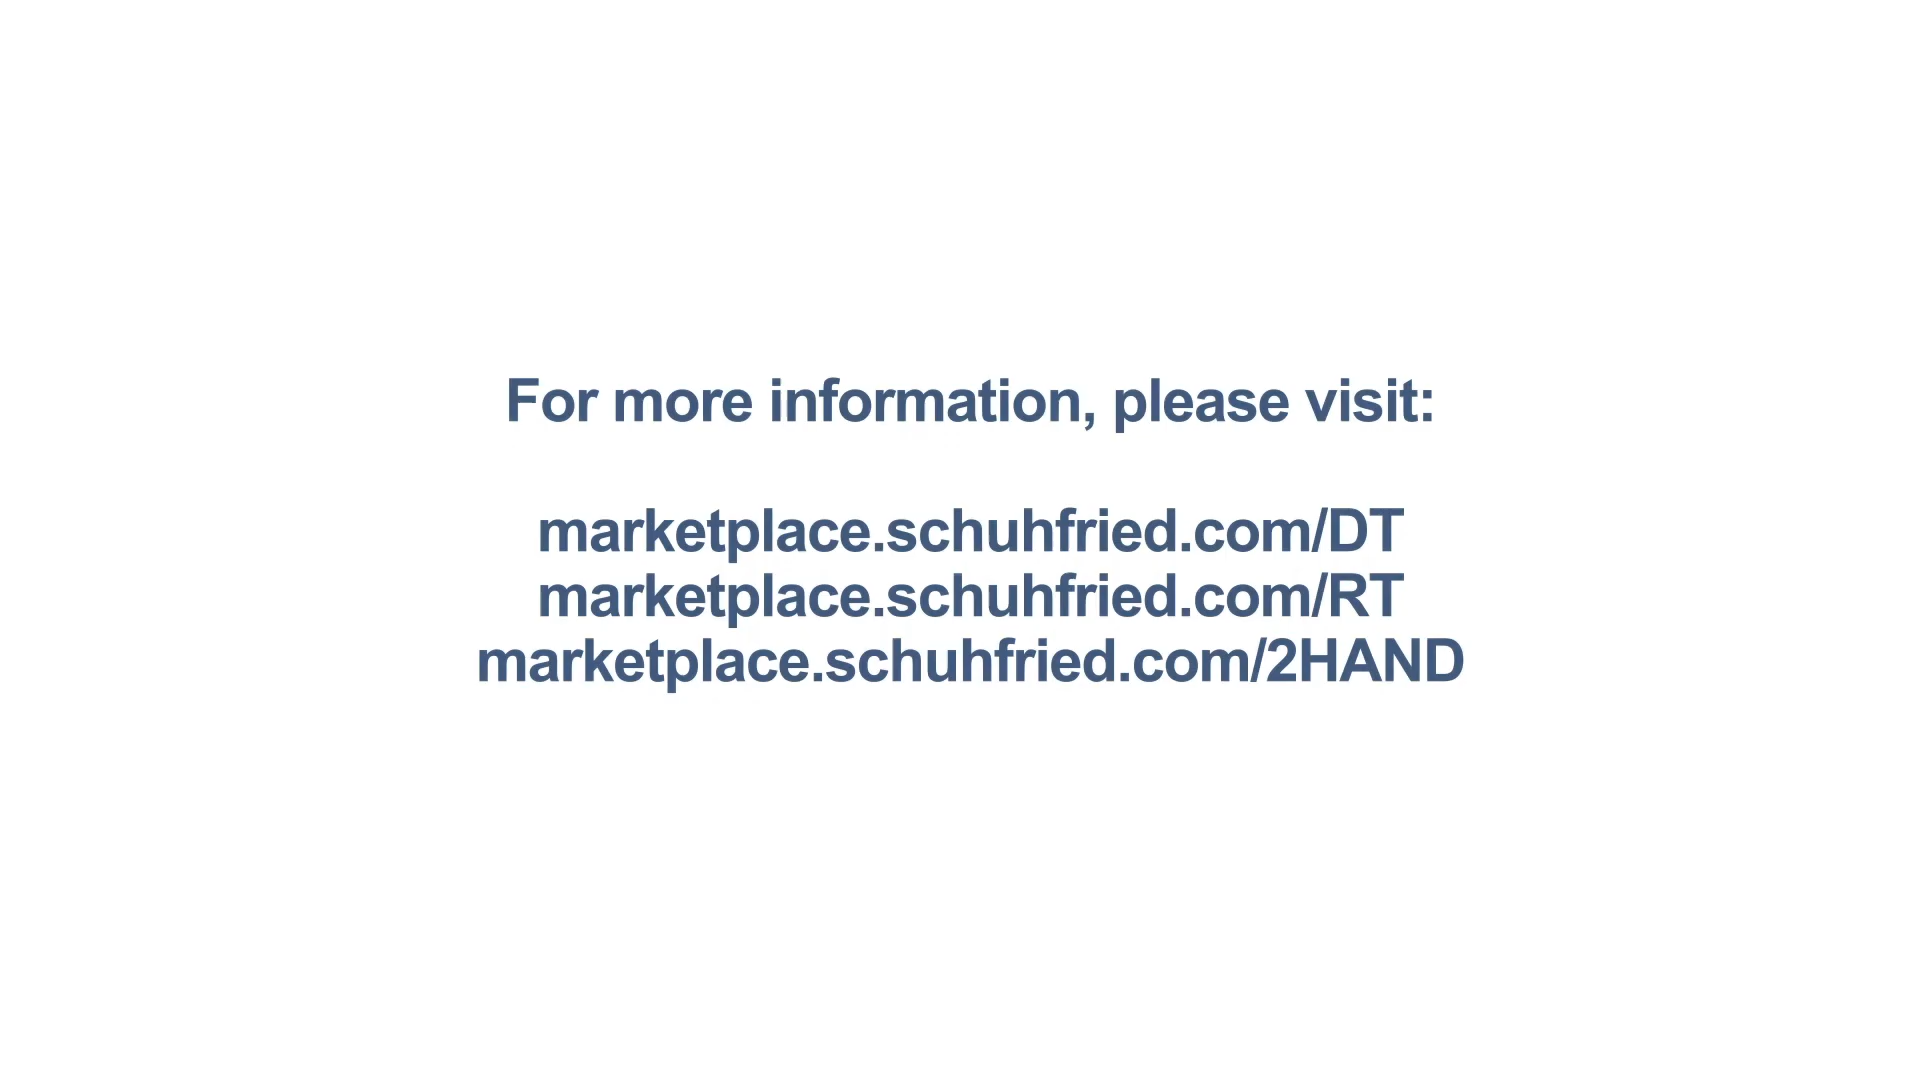 For more information, please visit:
marketplace.schuhfried.com/DT
marketplace.schuhfried.com/RT
marketplace.schuhfried.com/2HAND